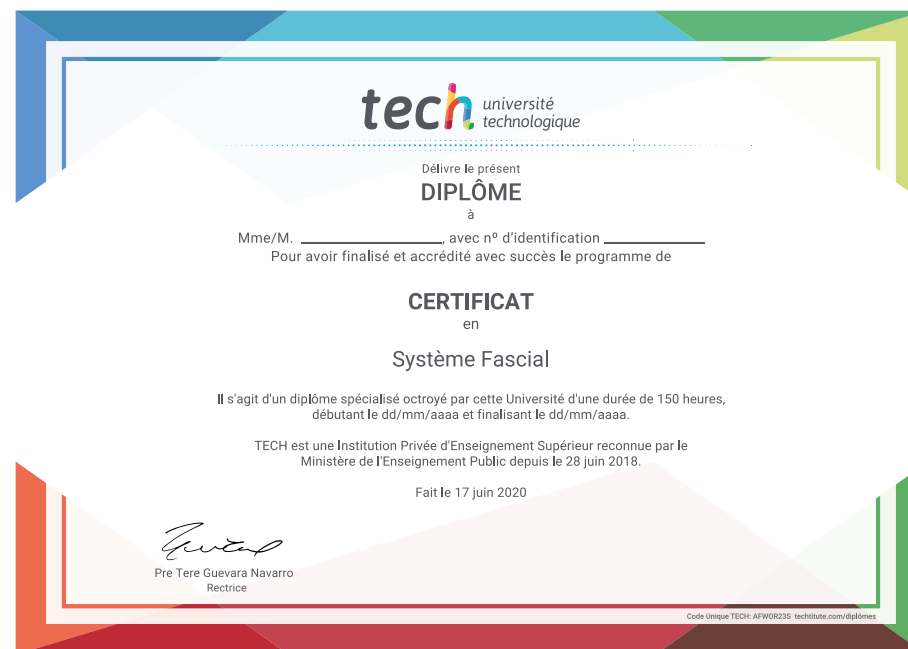 tech université
technologique
Délivre le présent
DIPLÔME
à
Mme/M. ____________, avec nº d'identification ____________
Pour avoir finalisé et accrédité avec succès le programme de
CERTIFICAT
en
Système Fascial
Il s'agit d'un diplôme spécialisé octroyé par cette Université d'une durée de 150 heures,
débutant le dd/mm/aaaa et finalisant le dd/mm/aaaa.
TECH est une Institution Privée d'Enseignement Supérieur reconnue par le
Ministère de l'Enseignement Public depuis le 28 juin 2018.
Fait le 17 juin 2020
Pre Tere Guevara Navarro
Rectrice
Code Unique TECH: AFWOR23S techtitute.com/diplômes